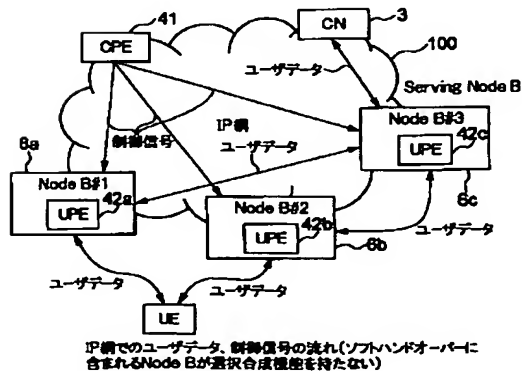 41
CPE
CN
3
100
ユーザデータ
Serving Node B
制御信号
IP網
Node B#3
UPE
42c
6c
ユーザデータ
6a
Node B#1
UPE
42a
Node B#2
UPE
42b
6b
ユーザデータ
ユーザデータ
ユーザデータ
UE
IP網でのユーザデータ、制御信号の流れ(ソフトハンドオーバーに
含まれるNode Bが選択合成機能を持たない)